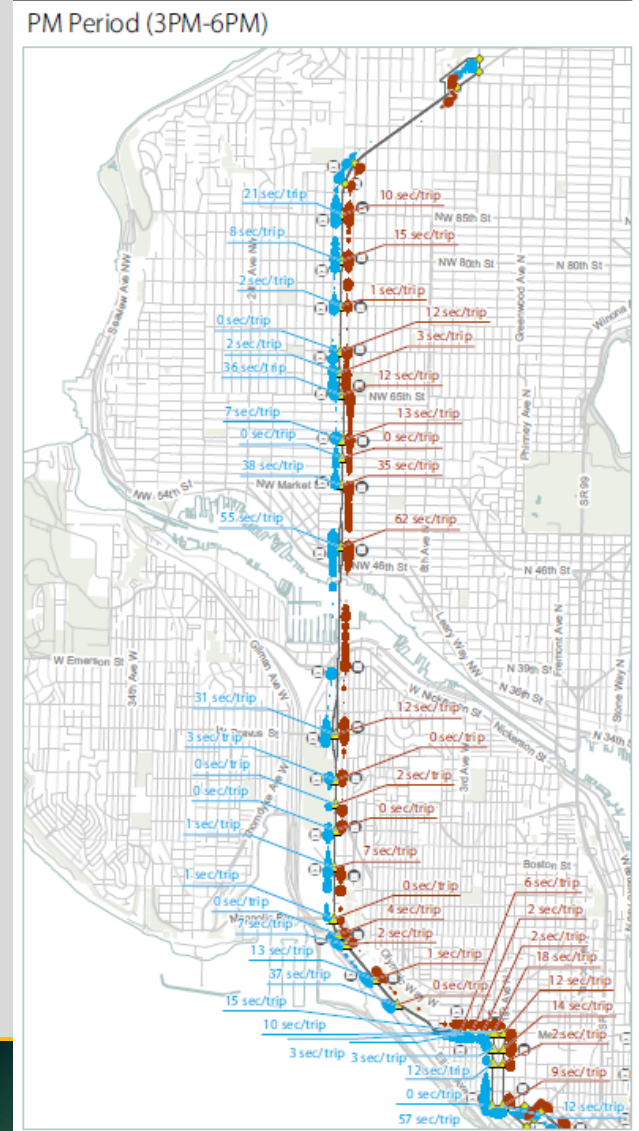 PM Period (3PM-6PM)
21 sec/trip
10 sec/trip
NW 85th St
8 sec/trip
15 sec/trip
NW 80th St
N 80th St
Seaview Ave NW
Greenwood Ave N
2 sec/trip
1 sec/trip
0 sec/trip
12 sec/trip
2 sec/trip
3 sec/trip
36 sec/trip
12 sec/trip
NW 65th St
7 sec/trip
13 sec/trip
0 sec/trip
0 sec/trip
Phinney Ave N
38 sec/trip
35 sec/trip
NW Market
NW 54th St
SR 99
55 sec/trip
62 sec/trip
8th Ave N
NW 46th St
N 46th St
Leary Way NW
Fremont Ave N
Stone Way N
Gilman Ave W
W Emerson St
34th Ave W
N 39th St
N 36th St
N 34th
W Nickerson
Nickerson St
31 sec/trip
12 sec/trip
3 sec/trip
0 sec/trip
3rd Ave W
0 sec/trip
2 sec/trip
Thorndyke Ave W
0 sec/trip
0 sec/trip
1 sec/trip
7 sec/trip
Boston St
1 sec/trip
0 sec/trip
6 sec/trip
0 sec/trip
4 sec/trip
2 sec/trip
7 sec/trip
2 sec/trip
2 sec/trip
13 sec/trip
1 sec/trip
18 sec/trip
37 sec/trip
0 sec/trip
12 sec/trip
15 sec/trip
14 sec/trip
10 sec/trip
2 sec/trip
3 sec/trip
3 sec/trip
12 sec/trip
9 sec/trip
0 sec/trip
12 sec/trip
57 sec/trip